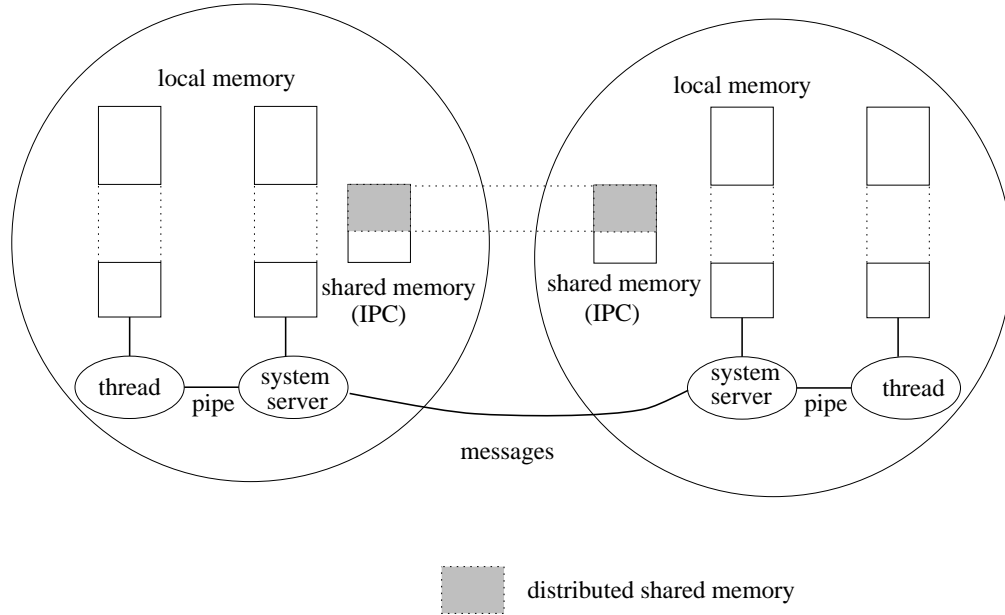 local memory
local memory
shared memory
(IPC)
shared memory
(IPC)
thread
pipe
system
server
system
server
pipe
thread
messages
distributed shared memory